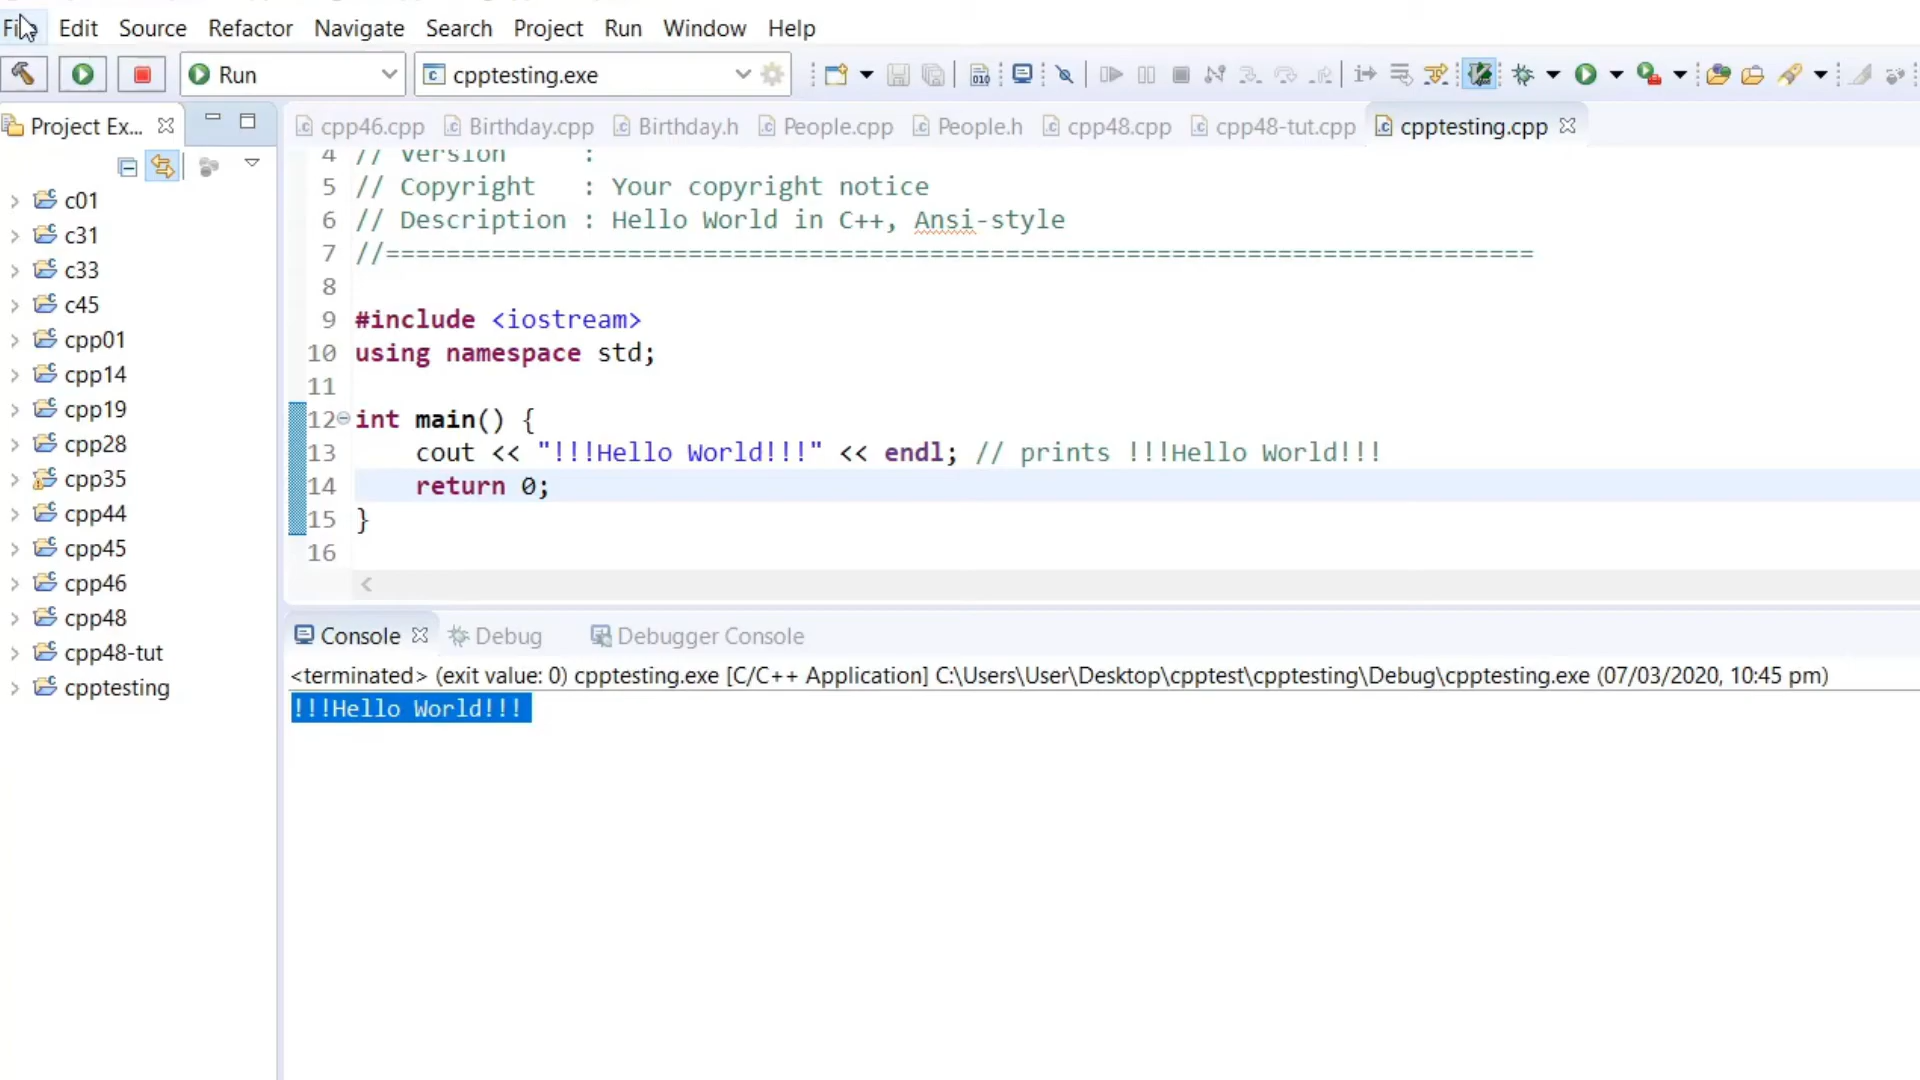 File Edit Source Refactor Navigate Search Project Run Window Help
Run cpptesting.exe
Project Ex...
cpp46.cpp Birthday.cpp Birthday.h People.cpp People.h cpp48.cpp cpp48-tut.cpp cpptesting.cpp
c01
c31
c33
c45
cpp01
cpp14
cpp19
cpp28
cpp35
cpp44
cpp45
cpp46
cpp48
cpp48-tut
cpptesting
4 // Version :
5 // Copyright : Your copyright notice
6 // Description : Hello World in C++, Ansi-style
7 //============================================================================
8
9 #include <iostream>
10 using namespace std;
11
12 int main() {
13 cout << "!!!Hello World!!!" << endl; // prints !!!Hello World!!!
14 return 0;
15 }
16
Console Debug Debugger Console
<terminated> (exit value: 0) cpptesting.exe [C/C++ Application] C:\Users\User\Desktop\cpptest\cpptesting\Debug\cpptesting.exe (07/03/2020, 10:45 pm)
!!!Hello World!!!